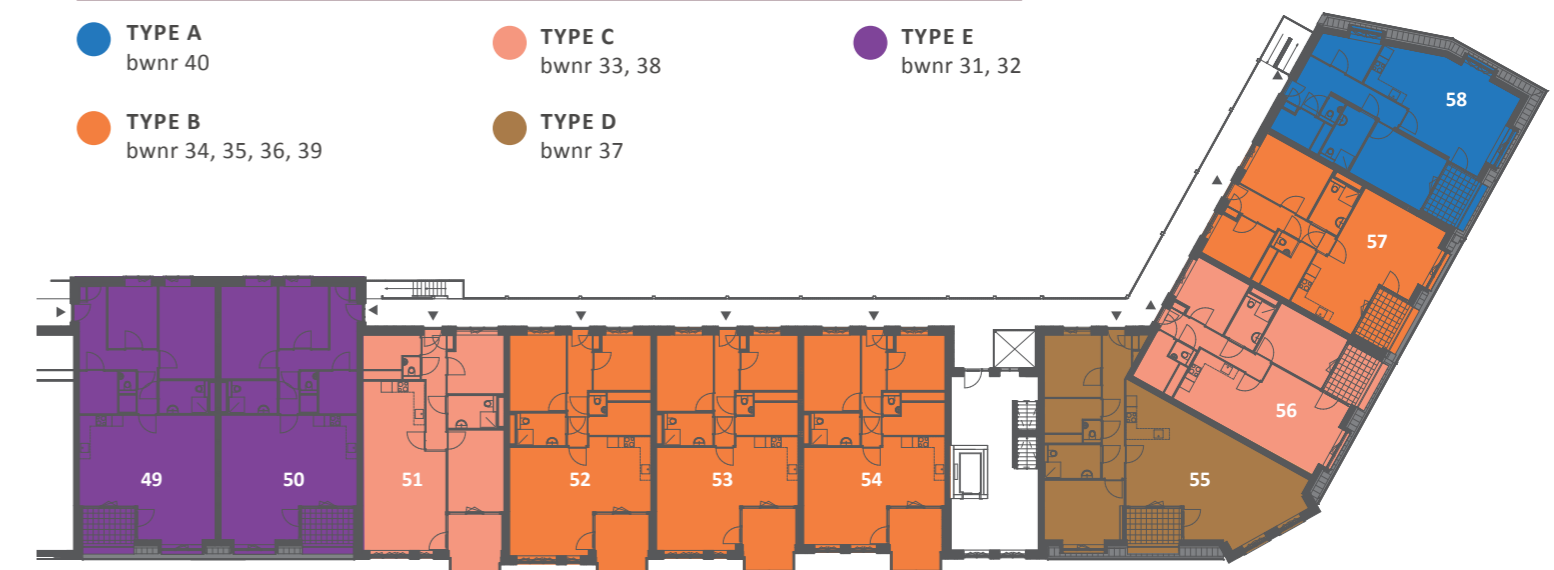 TYPE A
bwnr 40
TYPE C
bwnr 33, 38
TYPE E
bwnr 31, 32
TYPE B
bwnr 34, 35, 36, 39
TYPE D
bwnr 37
58
57
56
49
50
51
52
53
54
55